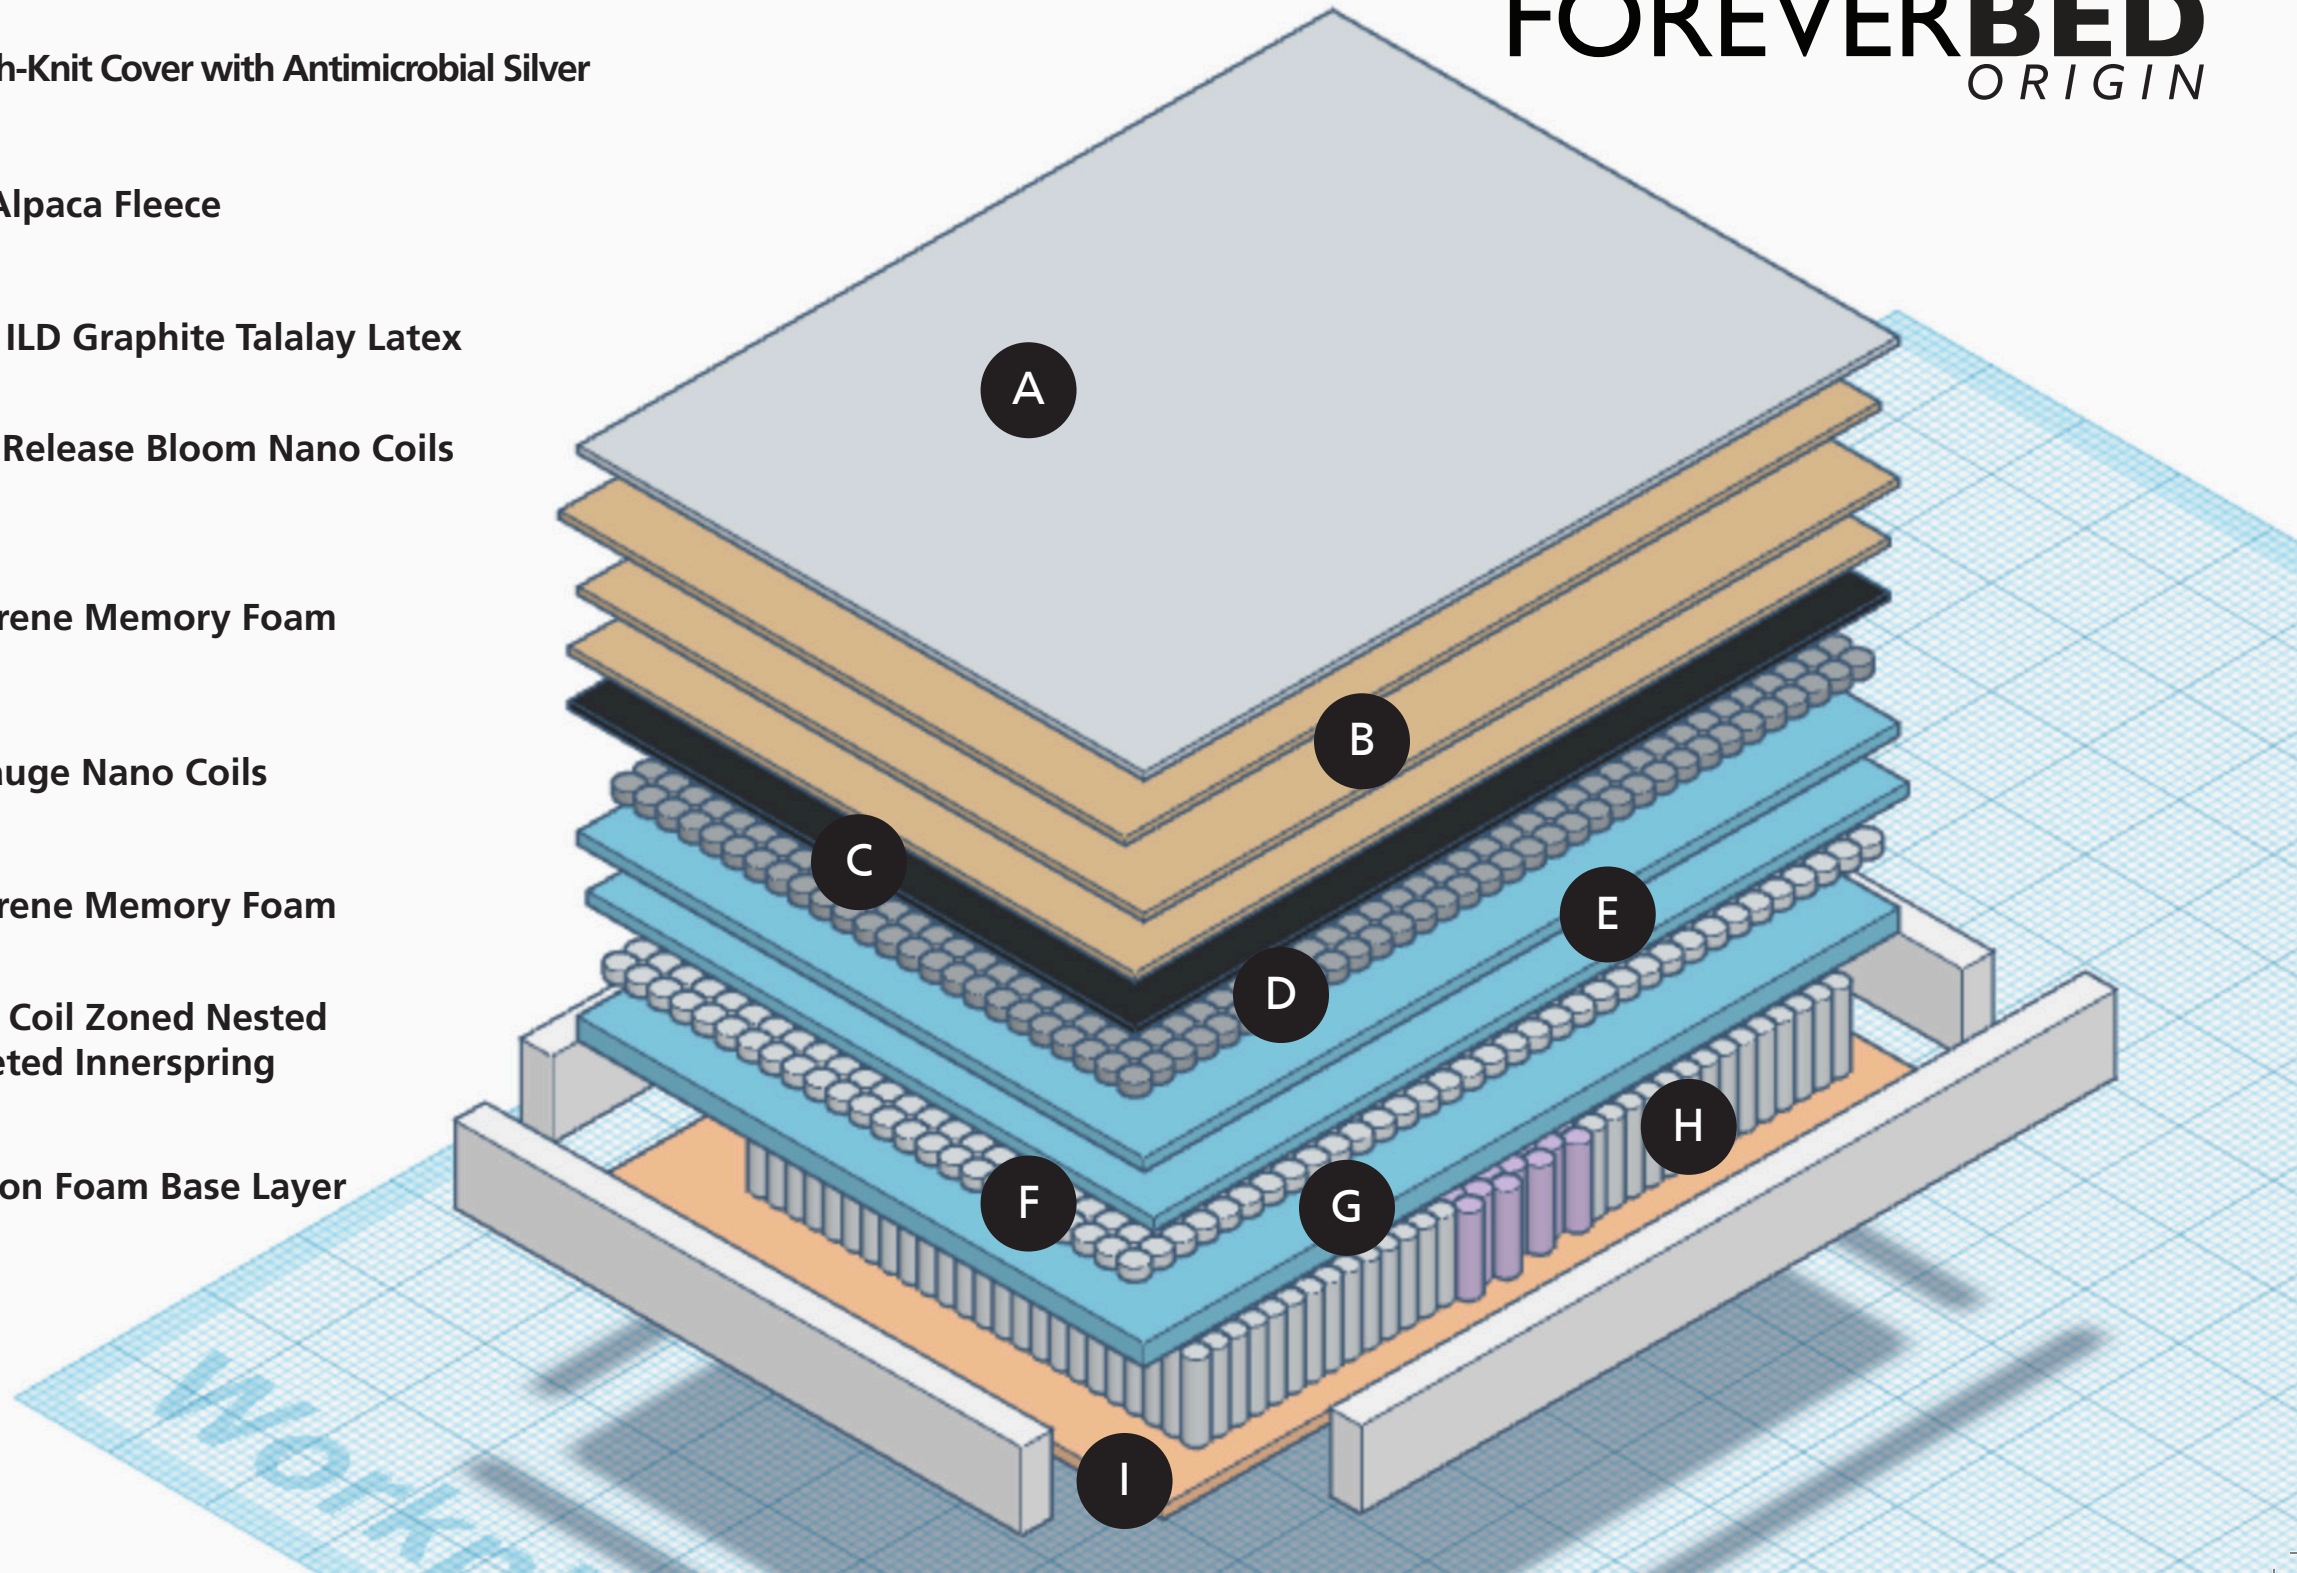 FOREVERBED
ORIGIN
h-Knit Cover with Antimicrobial Silver
Alpaca Fleece
ILD Graphite Talalay Latex
Release Bloom Nano Coils
rene Memory Foam
uge Nano Coils
rene Memory Foam
Coil Zoned Nested
eted Innerspring
on Foam Base Layer
A
B
C
D
E
F
G
H
I
Workp